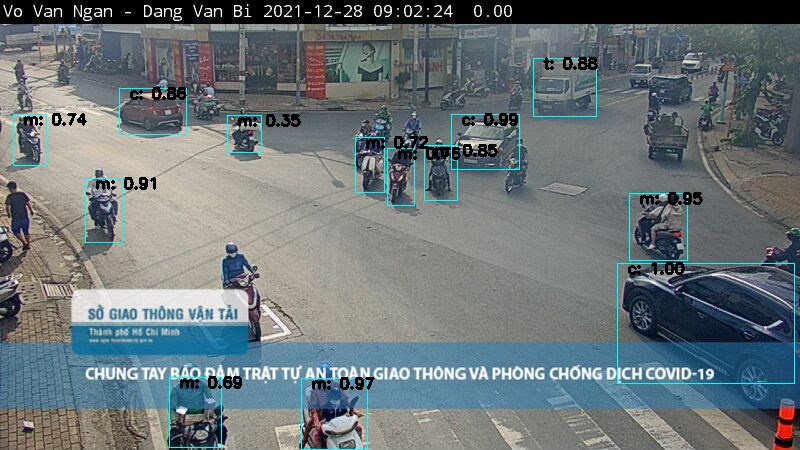 Vo Van Ngan - Dang Van Bi 2021-12-28 09:02:24 0.00
t: 0.88
c: 0.86
m: 0.74
m: 0.35
c: 0.99
m: 0.72
0.85
m: 0.91
m: 0.95
c: 1.00
SỞ GIAO THÔNG VẬN TẢI
Thành phố Hồ Chí Minh
CHUNG TAY BẢO ĐẢM TRẬT TỰ AN TOÀN GIAO THÔNG VÀ PHÒNG CHỐNG DỊCH COVID-19
m: 0.69
m: 0.97